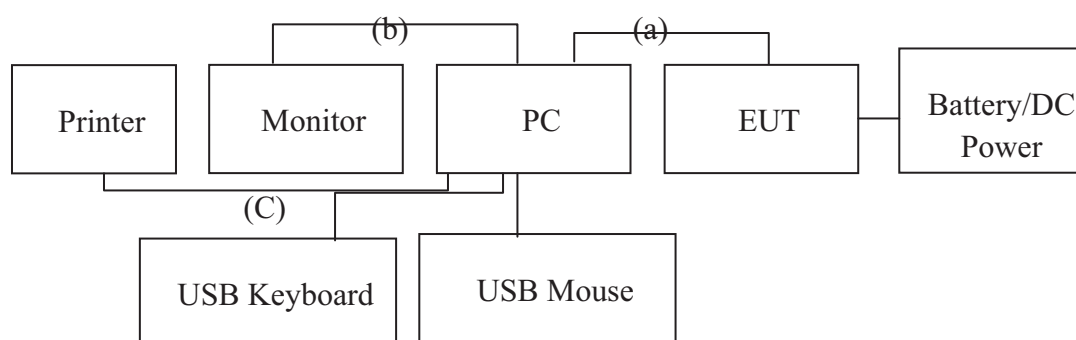 (b)
(a)
Printer
Monitor
PC
EUT
Battery/DC
Power
(C)
USB Keyboard
USB Mouse